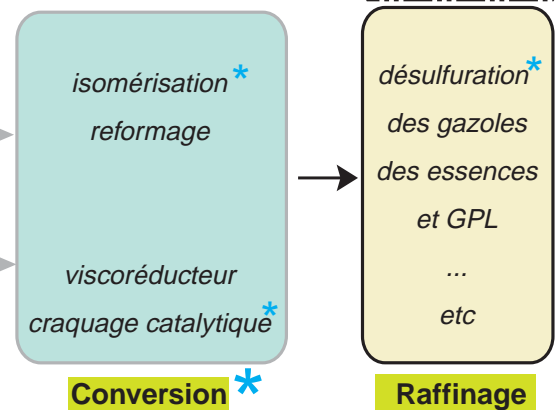 isomérisation *
reformage
viscoréducteur
craquage catalytique *
Conversion *
désulfuration *
des gazoles
des essences
et GPL
...
etc
Raffinage